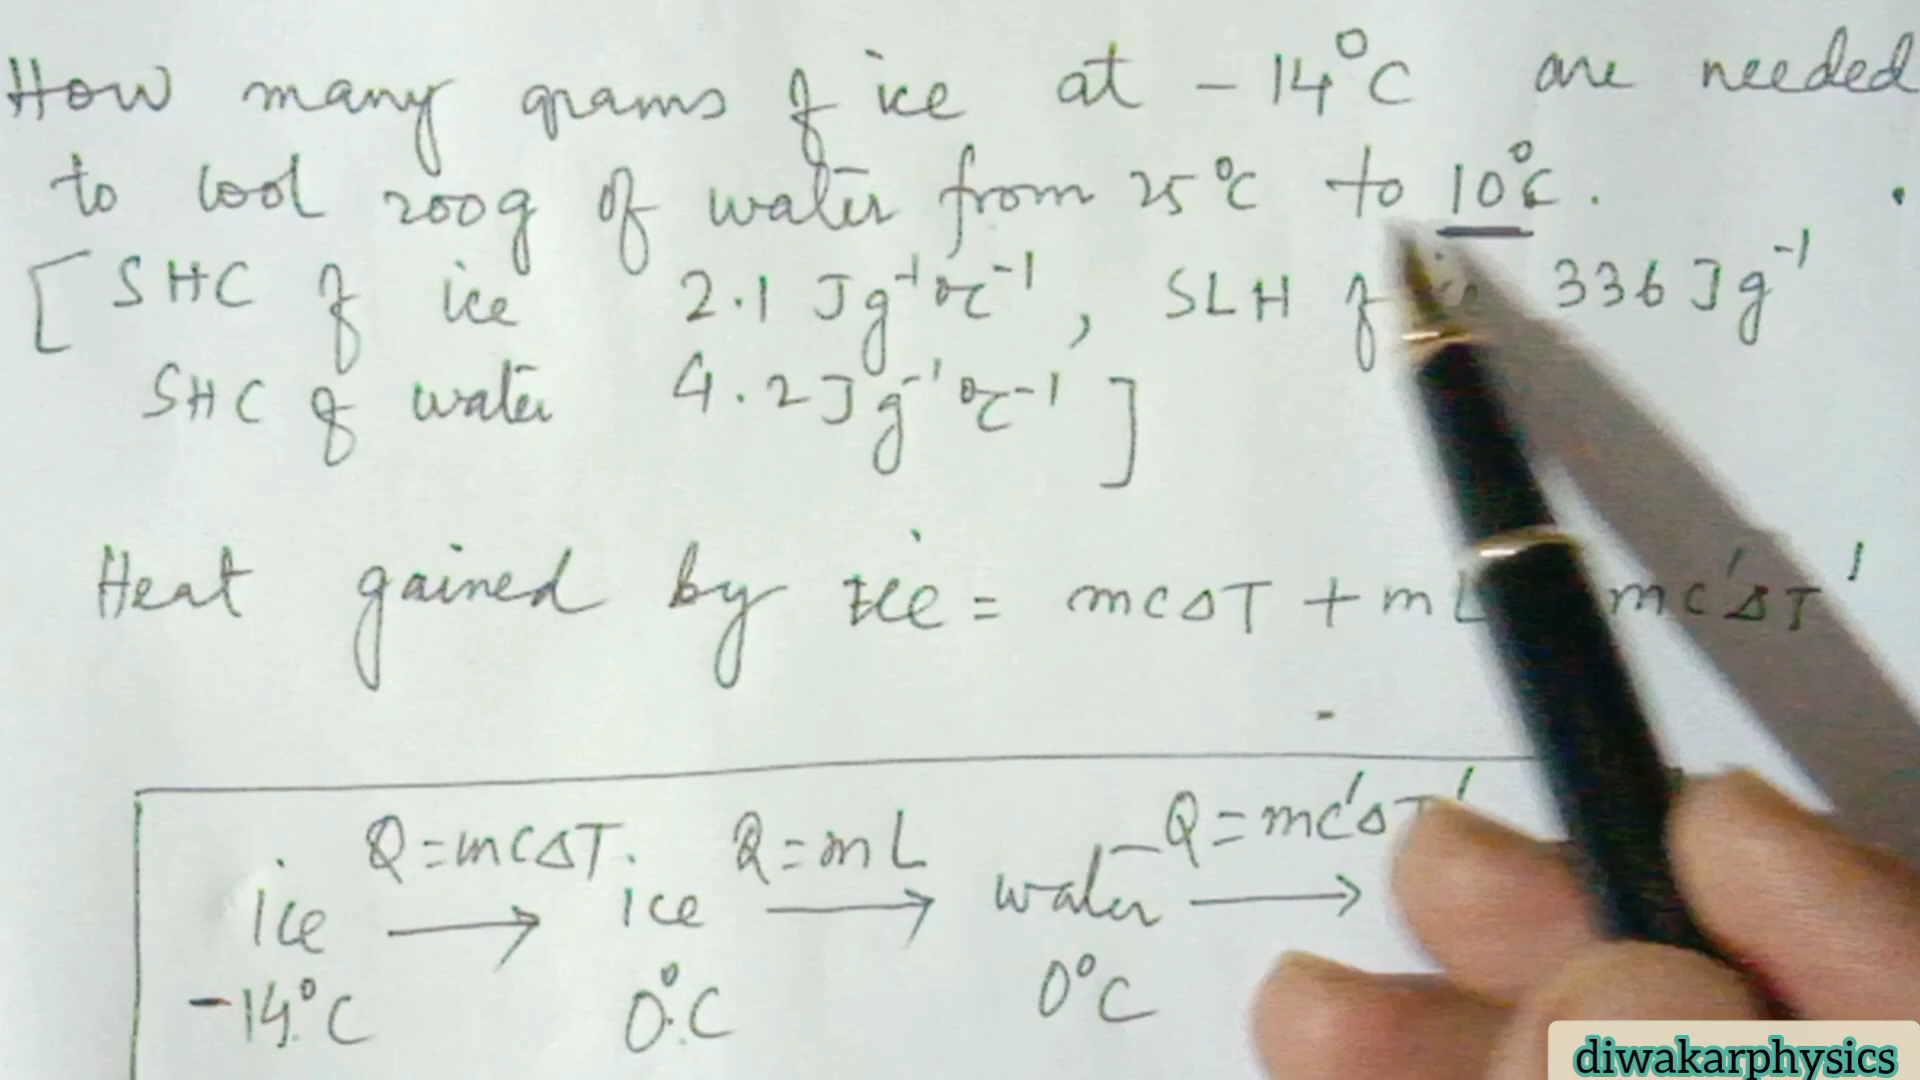 How many grams of ice at -14°C are needed
to cool 200g of water from 25°C to 10°C.
[ SHC of ice 2.1 Jg⁻¹°C⁻¹, SLH of 336 Jg⁻¹
SHC of water 4.2 Jg⁻¹°C⁻¹ ]
Heat gained by ice = mcΔT + mL mc'ΔT'
Q=mcΔT. Q=mL Q=mc'ΔT'
ice → ice → water →
-14°C 0°C 0°C
diwakarphysics